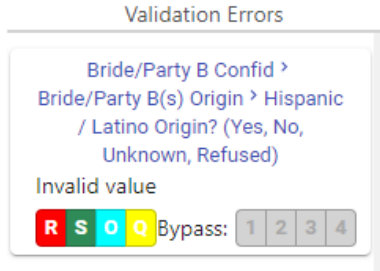 Validation Errors
Bride/Party B Confid >
Bride/Party B(s) Origin > Hispanic
/ Latino Origin? (Yes, No,
Unknown, Refused)
Invalid value
R S O Q Bypass: 1 2 3 4